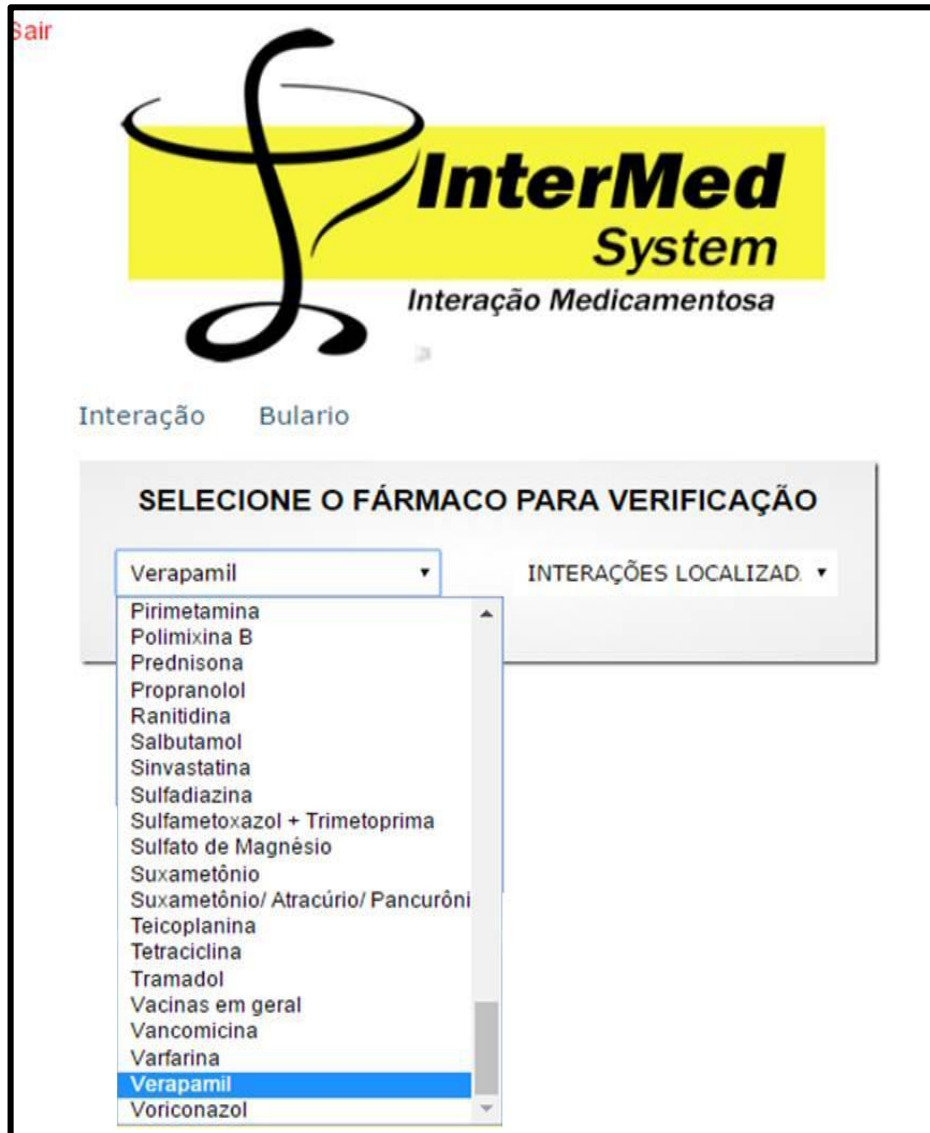 Sair
InterMed
System
Interação Medicamentosa
Interação Bulario
SELECIONE O FÁRMACO PARA VERIFICAÇÃO
Verapamil INTERAÇÕES LOCALIZAD.
Pirimetamina
Polimixina B
Prednisona
Propranolol
Ranitidina
Salbutamol
Sinvastatina
Sulfadiazina
Sulfametoxazol + Trimetoprima
Sulfato de Magnésio
Suxametônio
Suxametônio/ Atracúrio/ Pancurôni
Teicoplanina
Tetraciclina
Tramadol
Vacinas em geral
Vancomicina
Varfarina
Verapamil
Voriconazol